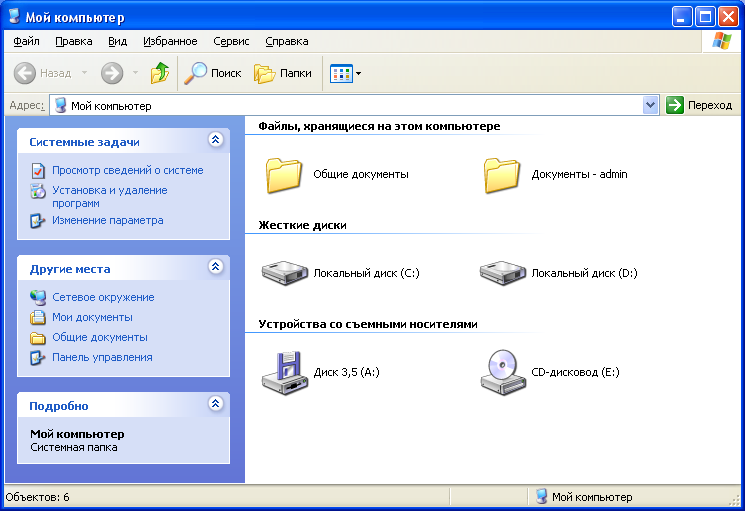 Мой компьютер
Файл Правка Вид Избранное Сервис Справка
Назад Поиск Папки
Адрес: Мой компьютер Переход
Системные задачи
Просмотр сведений о системе
Установка и удаление
программ
Изменение параметра
Другие места
Сетевое окружение
Мои документы
Общие документы
Панель управления
Подробно
Мой компьютер
Системная папка
Файлы, хранящиеся на этом компьютере
Общие документы Документы - admin
Жесткие диски
Локальный диск (C:) Локальный диск (D:)
Устройства со съемными носителями
Диск 3,5 (A:) CD-дисковод (E:)
Объектов: 6 Мой компьютер